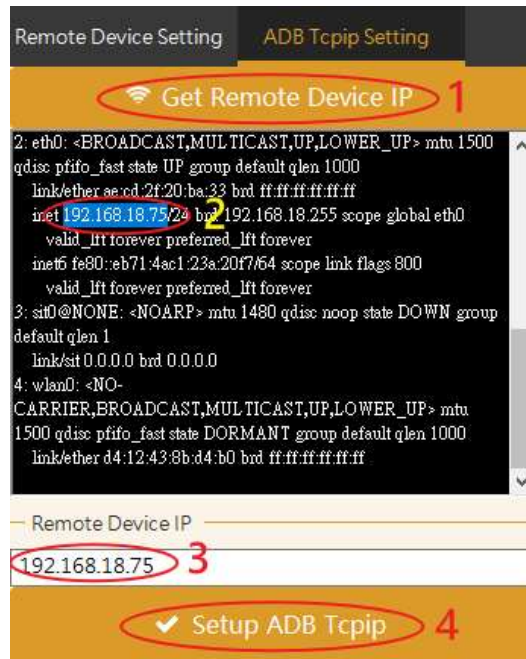 Remote Device Setting ADB Tcpip Setting
Get Remote Device IP 1
2: eth0: <BROADCAST,MULTICAST,UP,LOWER_UP> mtu 1500
qdisc pfifo_fast state UP group default qlen 1000
link/ether ae:cd:2f:20:ba:33 brd ff:ff:ff:ff:ff:ff
inet 192.168.18.75/24 brd 192.168.18.255 scope global eth0
2
valid_lft forever preferred_lft forever
inet6 fe80::eb71:4ac1:23a:20f7/64 scope link flags 800
valid_lft forever preferred_lft forever
3: sit0@NONE: <NOARP> mtu 1480 qdisc noop state DOWN group
default qlen 1
link/sit 0.0.0.0 brd 0.0.0.0
4: wlan0: <NO-
CARRIER,BROADCAST,MULTICAST,UP,LOWER_UP> mtu
1500 qdisc pfifo_fast state DORMANT group default qlen 1000
link/ether d4:12:43:8b:d4:b0 brd ff:ff:ff:ff:ff:ff
Remote Device IP
192.168.18.75 3
Setup ADB Tcpip 4